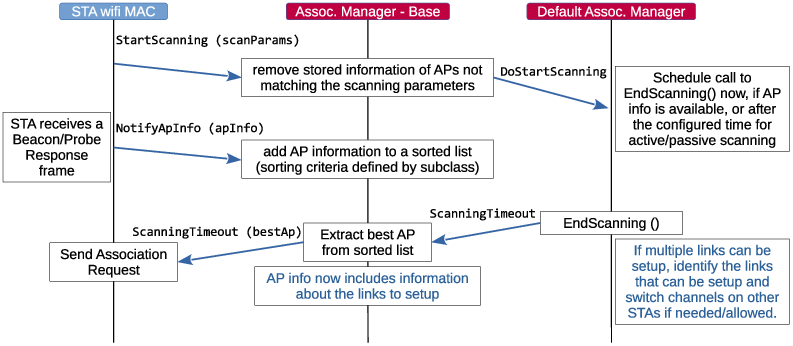 STA wifi MAC
Assoc. Manager - Base
Default Assoc. Manager
StartScanning (scanParams)
remove stored information of APs not
matching the scanning parameters
DoStartScanning
Schedule call to
EndScanning() now, if AP
info is available, or after
the configured time for
active/passive scanning
STA receives a
Beacon/Probe
Response
frame
NotifyApInfo (apInfo)
add AP information to a sorted list
(sorting criteria defined by subclass)
ScanningTimeout
EndScanning ()
ScanningTimeout (bestAp)
Extract best AP
from sorted list
Send Association
Request
AP info now includes information
about the links to setup
If multiple links can be
setup, identify the links
that can be setup and
switch channels on other
STAs if needed/allowed.